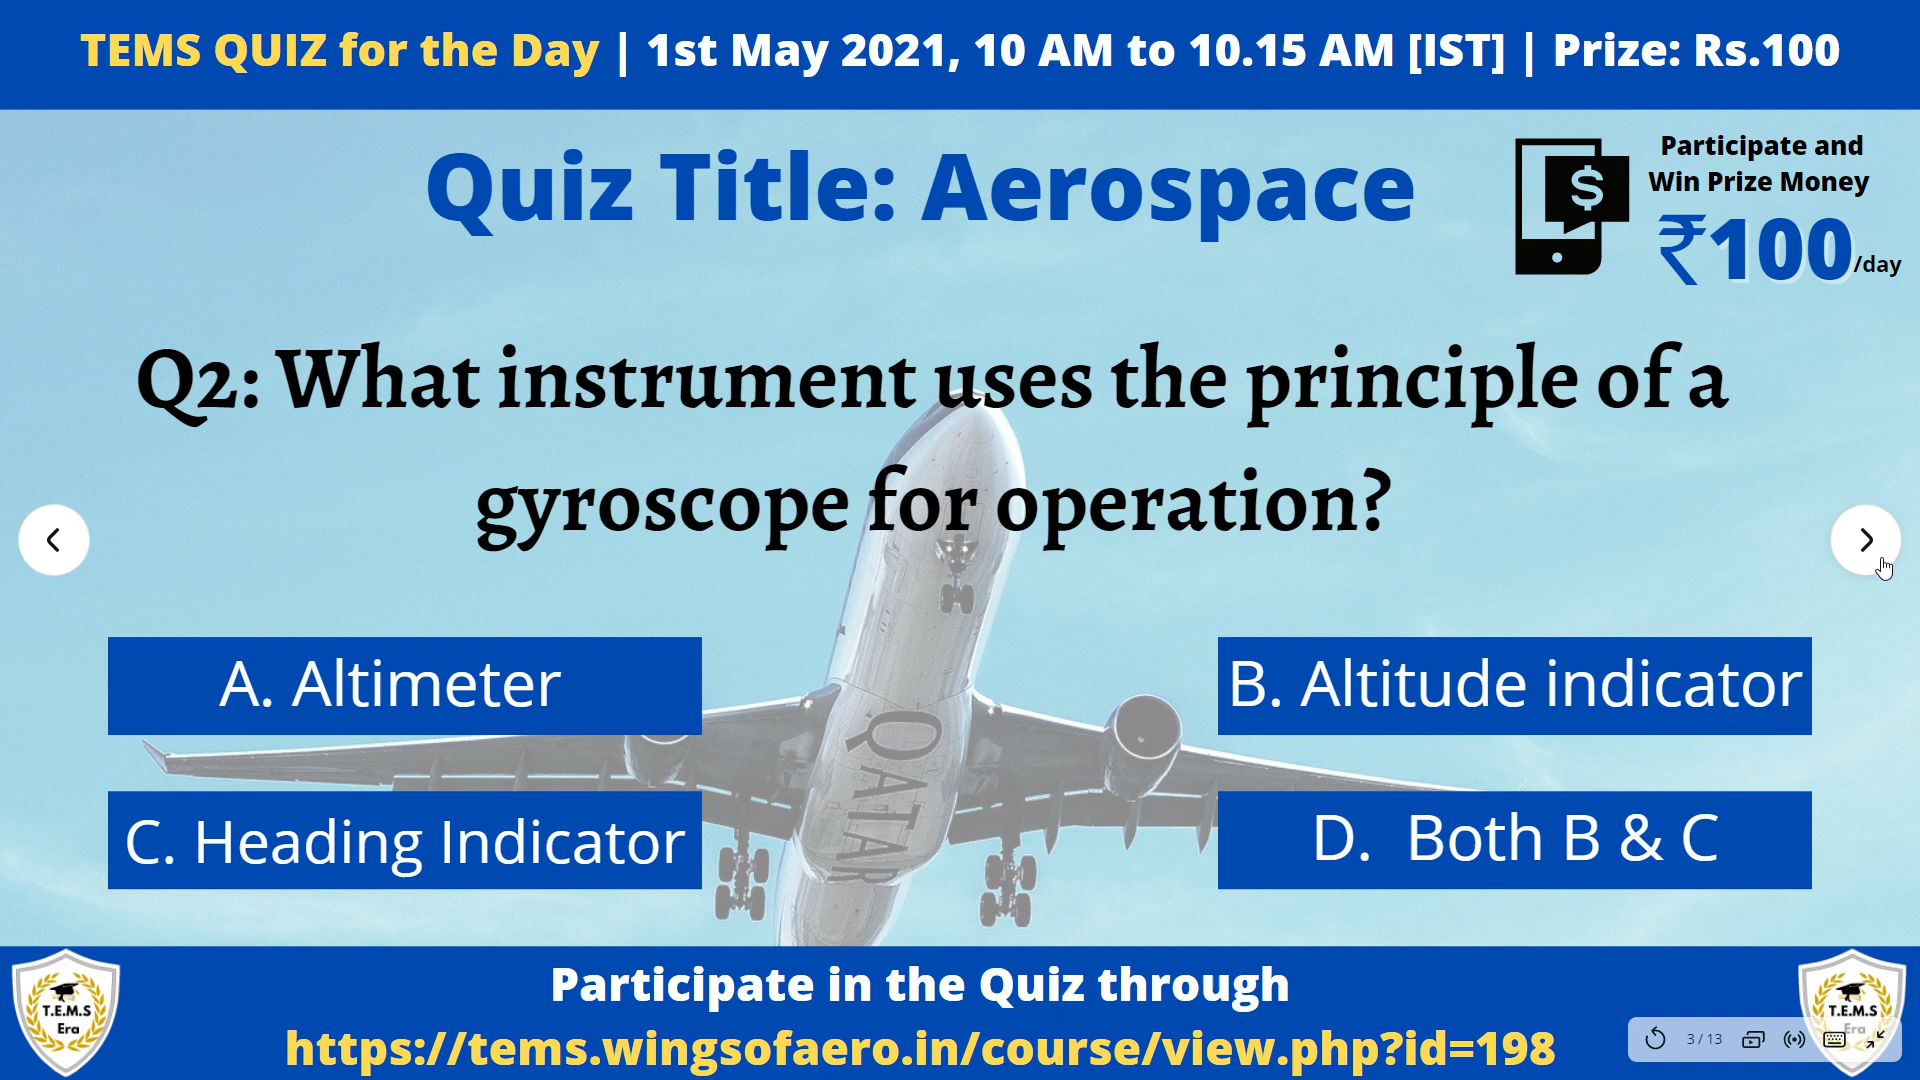 TEMS QUIZ for the Day | 1st May 2021, 10 AM to 10.15 AM [IST] | Prize: Rs.100
Quiz Title: Aerospace
Participate and
Win Prize Money
$
₹100/day
Q2: What instrument uses the principle of a
gyroscope for operation?
A. Altimeter
B. Altitude indicator
C. Heading Indicator
D. Both B & C
QATAR
Participate in the Quiz through
https://tems.wingsofaero.in/course/view.php?id=198
T.E.M.S
Era
T.E.M.S
Era
3 / 13